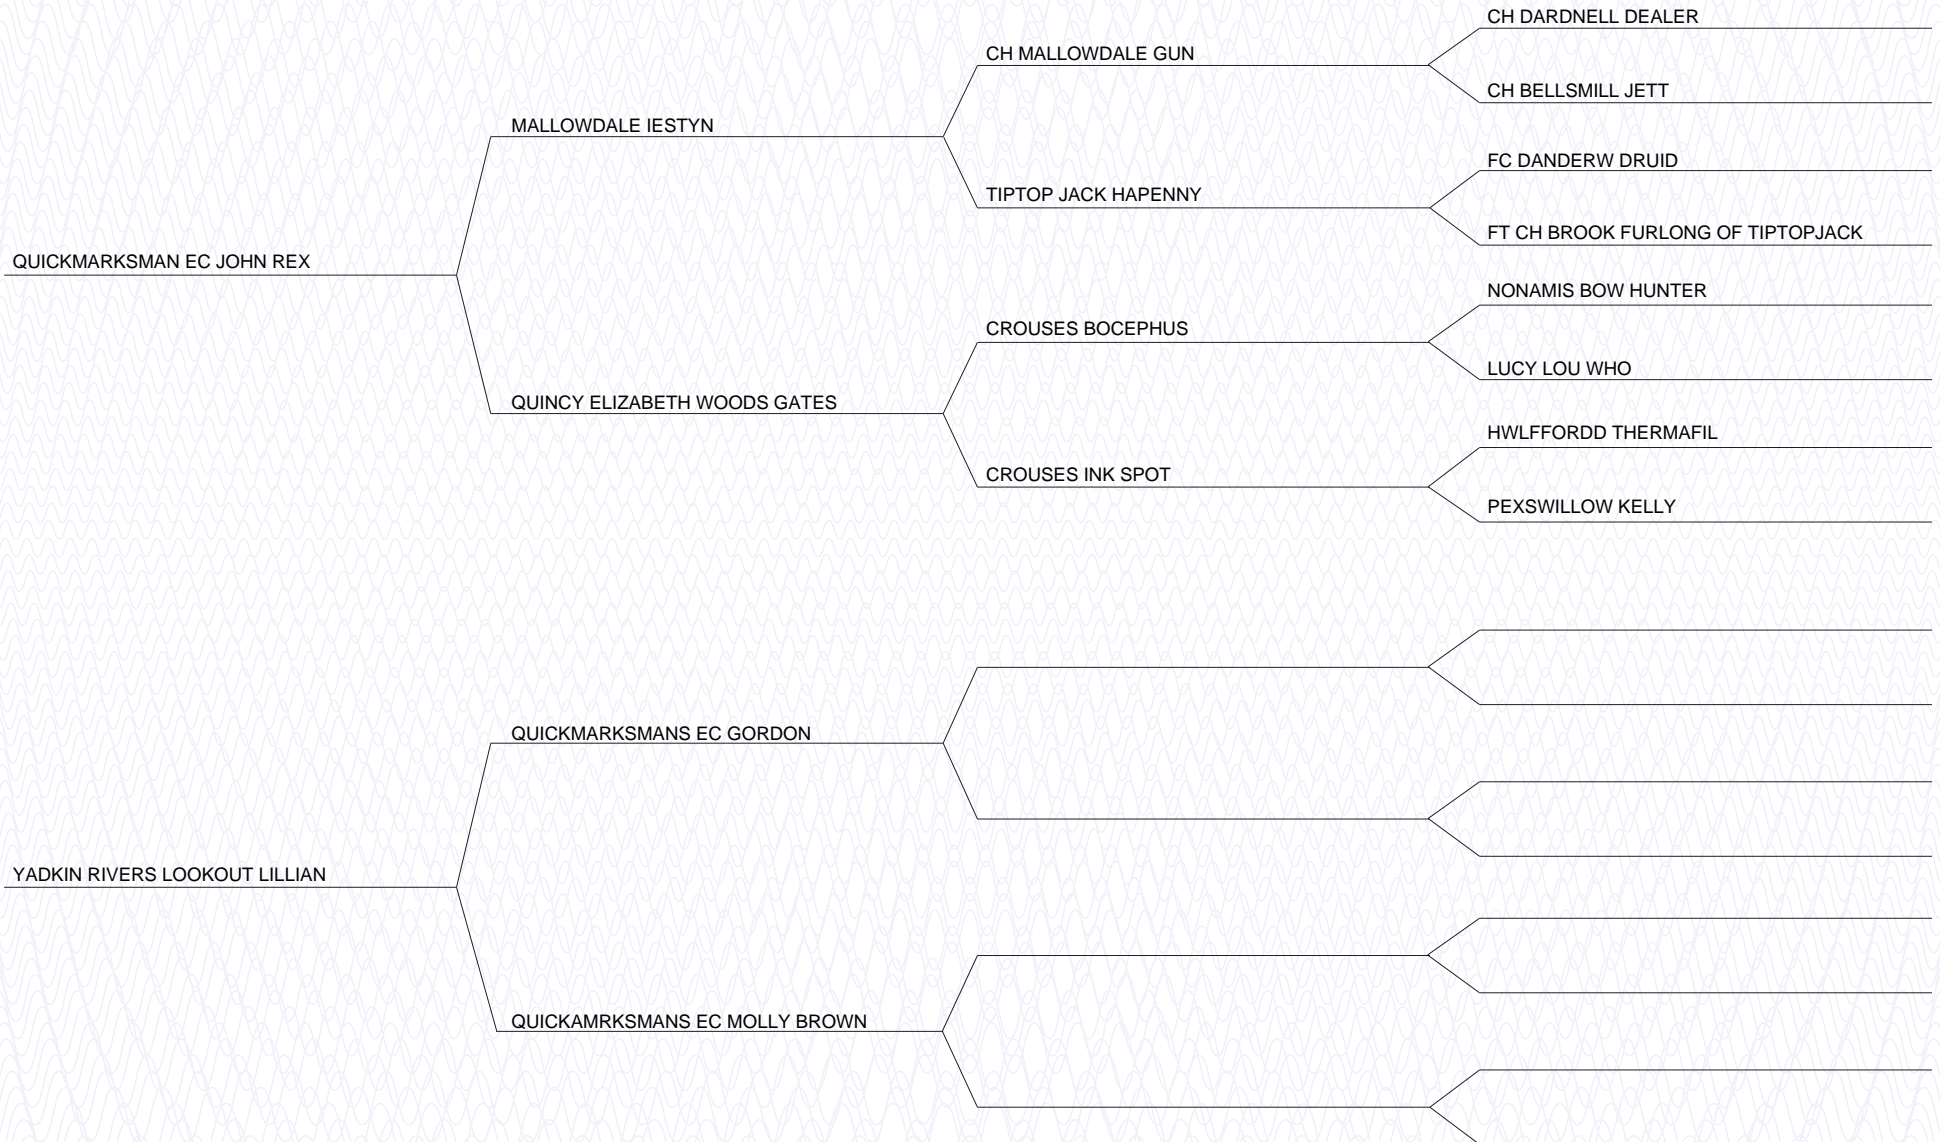 CH DARDNELL DEALER
CH MALLOWDALE GUN
CH BELLSMILL JETT
MALLOWDALE IESTYN
FC DANDERW DRUID
TIPTOP JACK HAPENNY
FT CH BROOK FURLONG OF TIPTOPJACK
QUICKMARKSMAN EC JOHN REX
NONAMIS BOW HUNTER
CROUSES BOCEPHUS
LUCY LOU WHO
QUINCY ELIZABETH WOODS GATES
HWLFFORDD THERMAFIL
CROUSES INK SPOT
PEXSWILLOW KELLY
QUICKMARKSMANS EC GORDON
YADKIN RIVERS LOOKOUT LILLIAN
QUICKAMRKSMANS EC MOLLY BROWN